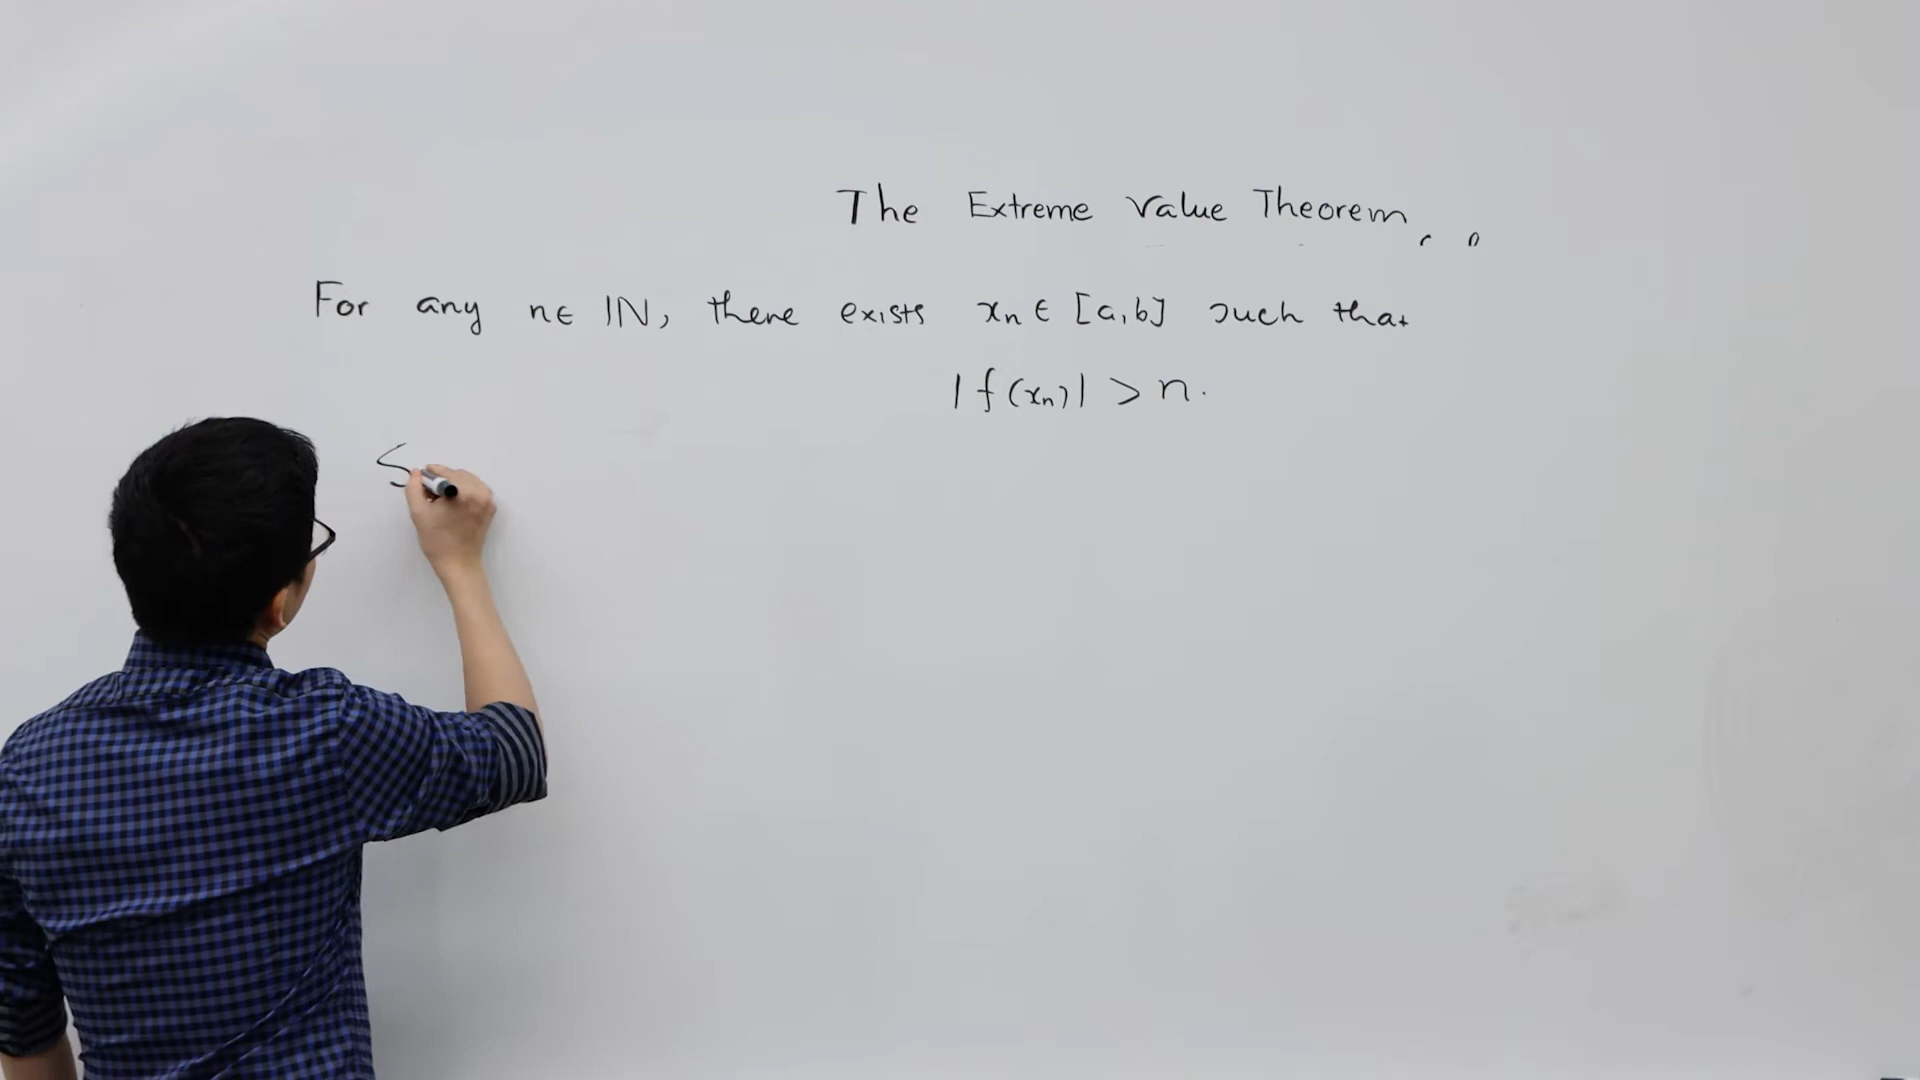 The Extreme Value Theorem
For any n∈ ℕ, there exists xₙ ∈ [a,b] such that
|f(xₙ)| > n.
S